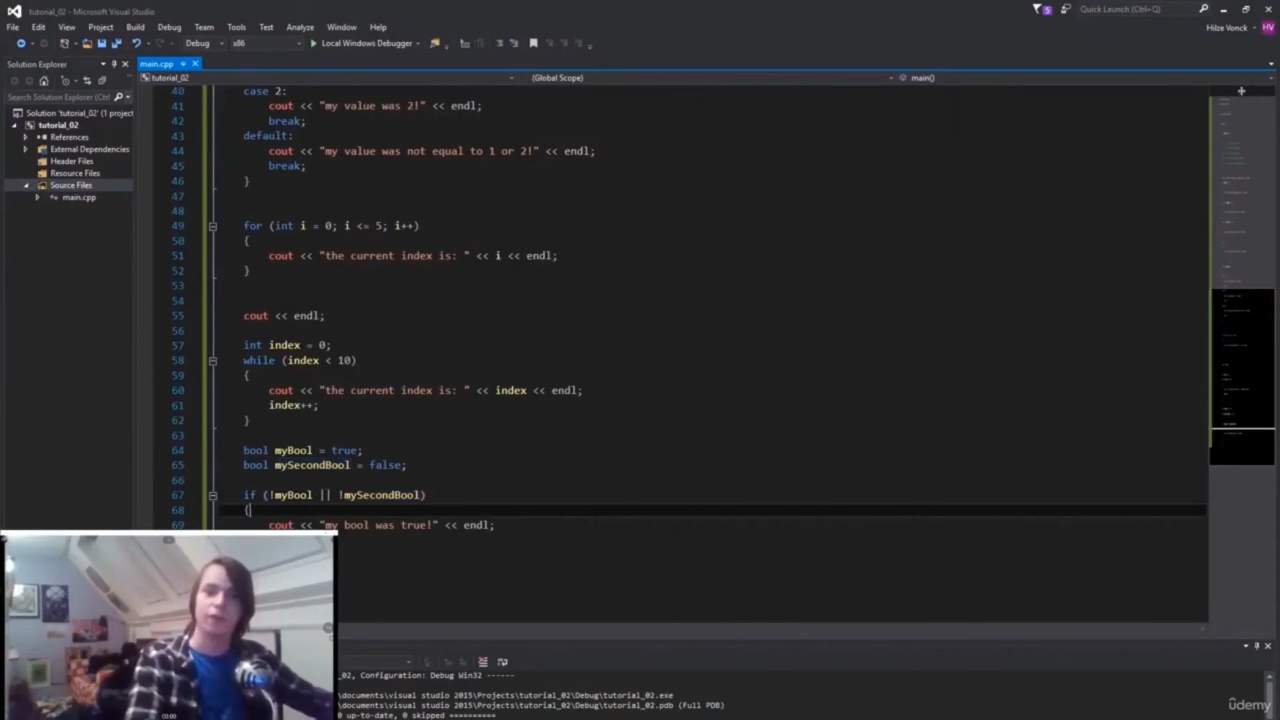 tutorial_02 - Microsoft Visual Studio
5
Quick Launch (Ctrl+Q)
File Edit View Project Build Debug Team Tools Test Analyze Window Help
Hilze Vonck HV
Debug x86 Local Windows Debugger
Solution Explorer
main.cpp
tutorial_02 (Global Scope) main()
Search Solution Explorer (Ctrl
Solution 'tutorial_02' (1 project
tutorial_02
References
External Dependencies
Header Files
Resource Files
Source Files
main.cpp
40 case 2:
41 cout << "my value was 2!" << endl;
42 break;
43 default:
44 cout << "my value was not equal to 1 or 2!" << endl;
45 break;
46 }
47
48
49 for (int i = 0; i <= 5; i++)
50 {
51 cout << "the current index is: " << i << endl;
52 }
53
54
55 cout << endl;
56
57 int index = 0;
58 while (index < 10)
59 {
60 cout << "the current index is: " << index << endl;
61 index++;
62 }
63
64 bool myBool = true;
65 bool mySecondBool = false;
66
67 if (!myBool || !mySecondBool)
68 {
69 cout << "my bool was true!" << endl;
_02, Configuration: Debug Win32 ------
\documents\visual studio 2015\Projects\tutorial_02\Debug\tutorial_02.exe
\documents\visual studio 2015\Projects\tutorial_02\Debug\tutorial_02.pdb (Full PDB)
0 up-to-date, 0 skipped ==========
udemy